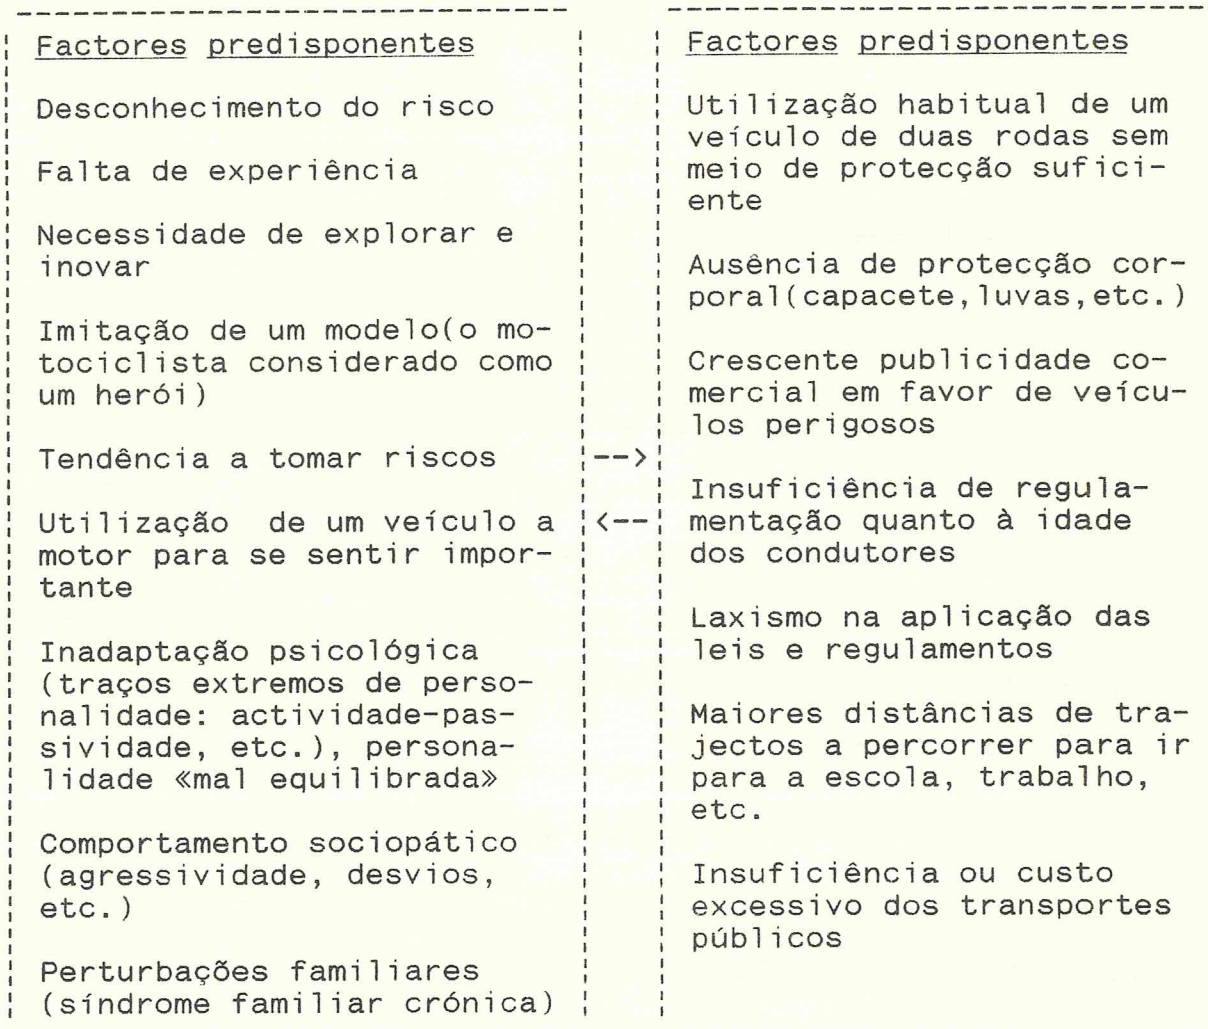 Factores predisponentes
Desconhecimento do risco
Falta de experiência
Necessidade de explorar e
inovar
Imitação de um modelo(o mo-
tociclista considerado como
um herói)
Tendência a tomar riscos
Utilização  de um veículo a
motor para se sentir impor-
tante
Inadaptação psicológica
(traços extremos de perso-
nalidade: actividade-pas-
sividade, etc.), persona-
lidade «mal equilibrada»
Comportamento sociopático
(agressividade, desvios,
etc.)
Perturbações familiares
(síndrome familiar crónica)
-->
<--
Factores predisponentes
Utilização habitual de um
veículo de duas rodas sem
meio de protecção sufici-
ente
Ausência de protecção cor-
poral(capacete,luvas,etc.)
Crescente publicidade co-
mercial em favor de veícu-
los perigosos
Insuficiência de regula-
mentação quanto à idade
dos condutores
Laxismo na aplicação das
leis e regulamentos
Maiores distâncias de tra-
jectos a percorrer para ir
para a escola, trabalho,
etc.
Insuficiência ou custo
excessivo dos transportes
públicos